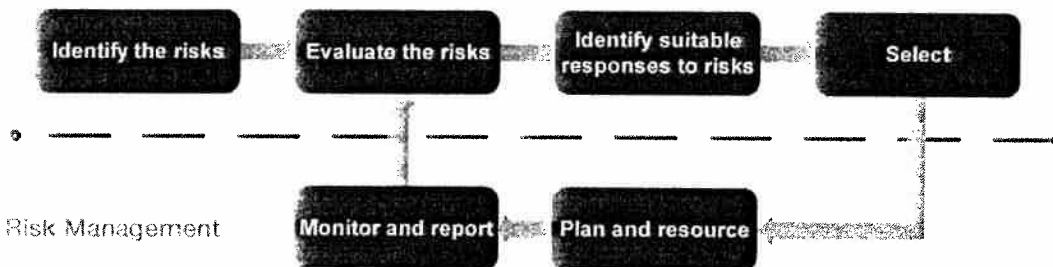 Identify the risks
Evaluate the risks
Identify suitable
responses to risks
Select
Risk Management
Monitor and report
Plan and resource